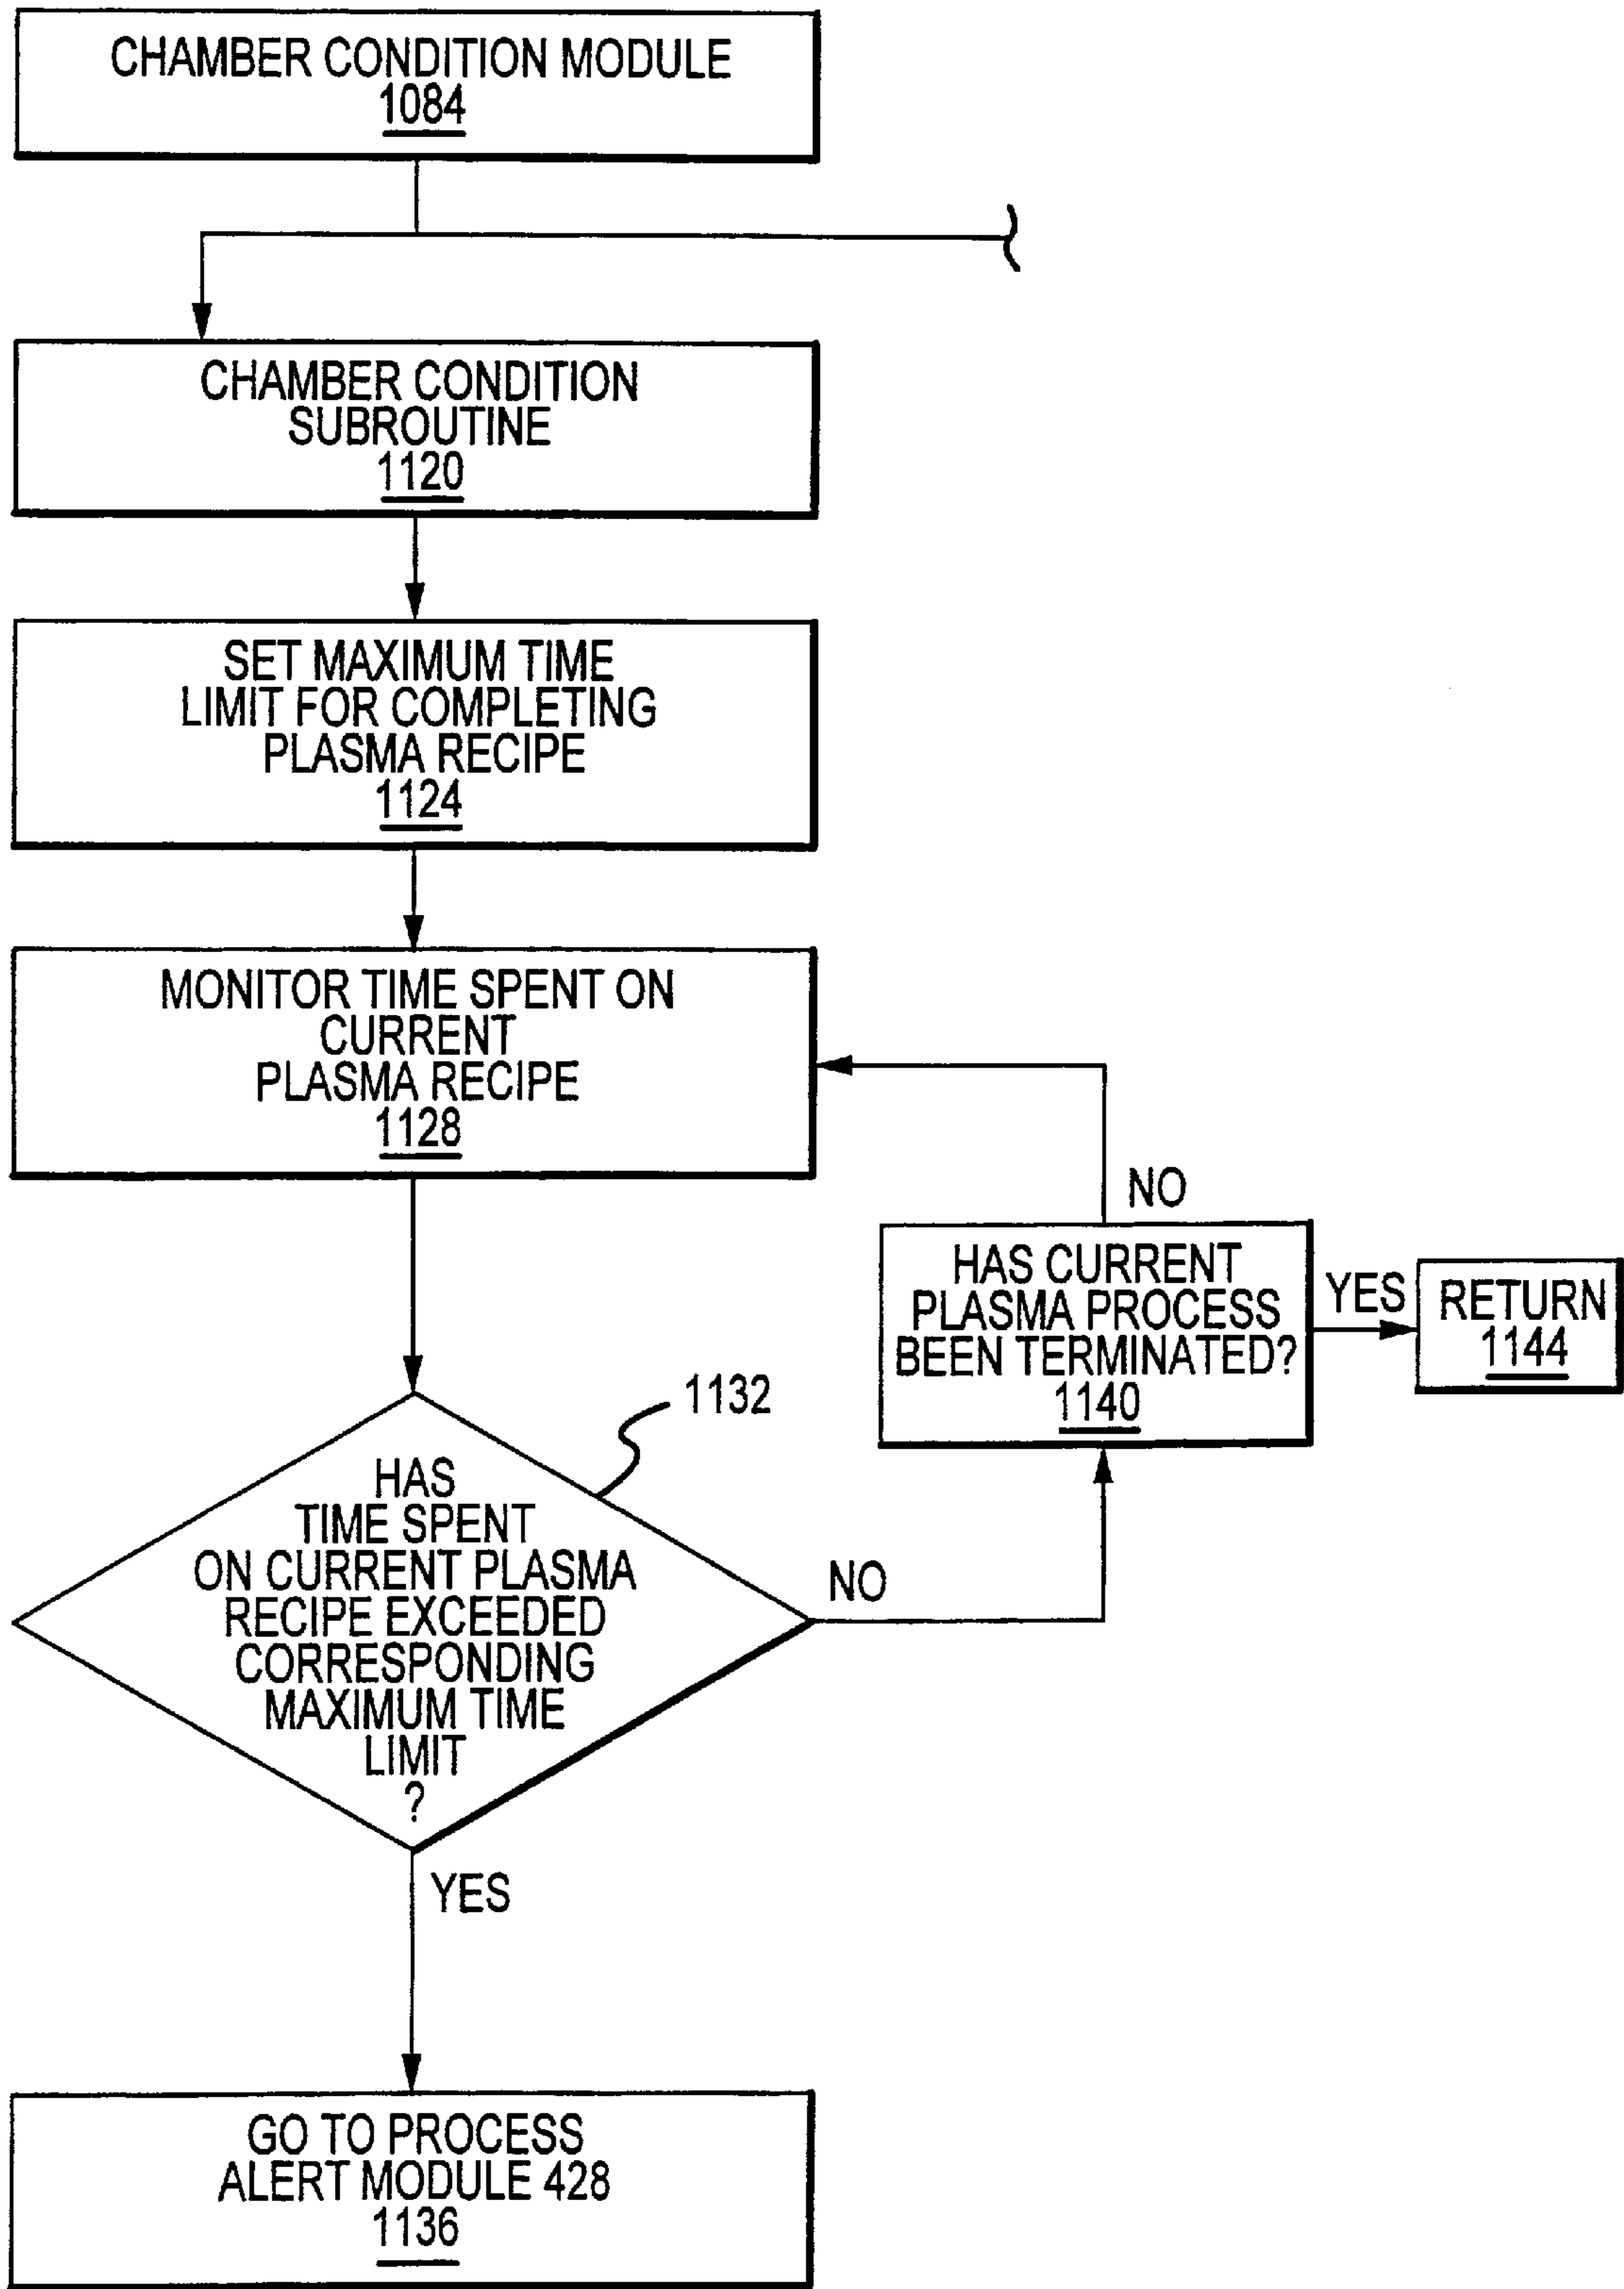 CHAMBER CONDITION MODULE
1084
CHAMBER CONDITION
SUBROUTINE
1120
SET MAXIMUM TIME
LIMIT FOR COMPLETING
PLASMA RECIPE
1124
MONITOR TIME SPENT ON
CURRENT
PLASMA RECIPE
1128
NO
HAS CURRENT
PLASMA PROCESS
BEEN TERMINATED?
1140
YES
RETURN
1144
1132
HAS
TIME SPENT
ON CURRENT PLASMA
RECIPE EXCEEDED
CORRESPONDING
MAXIMUM TIME
LIMIT
?
NO
YES
GO TO PROCESS
ALERT MODULE 428
1136